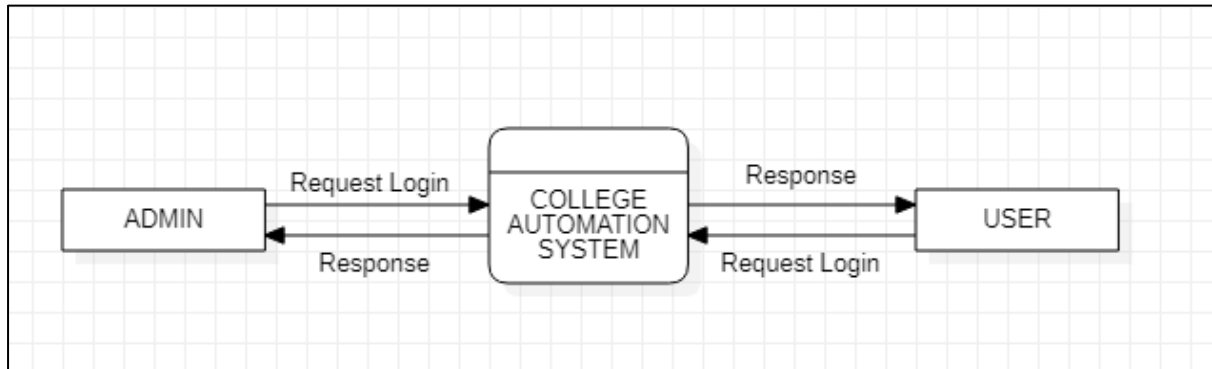 Request Login
ADMIN
Response
COLLEGE
AUTOMATION
SYSTEM
Response
USER
Request Login